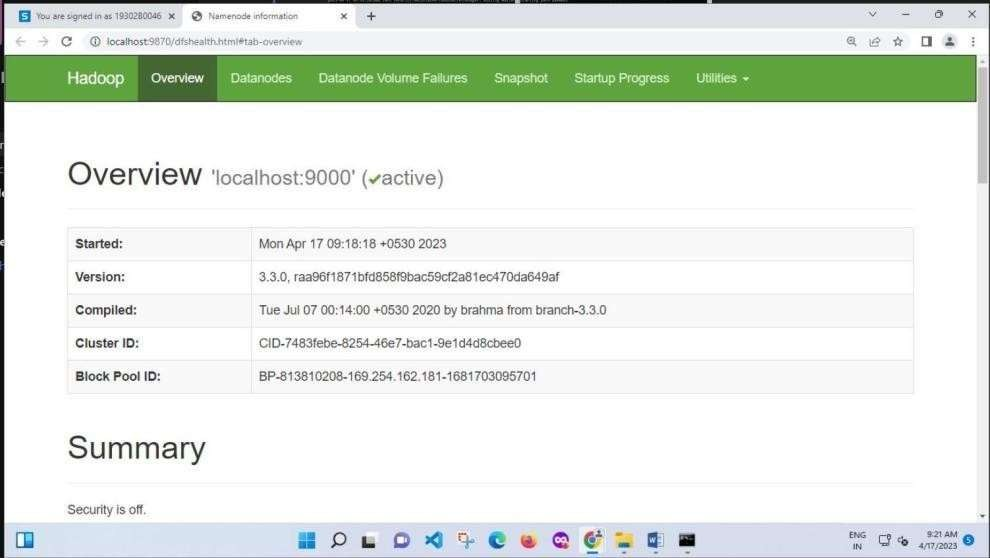 You are signed in as 1930280046
Namenode information
localhost:9870/dfshealth.html#tab-overview
Hadoop Overview Datanodes Datanode Volume Failures Snapshot Startup Progress Utilities
Overview 'localhost:9000' (✔active)
Started: Mon Apr 17 09:18:18 +0530 2023
Version: 3.3.0, raa96f1871bfd858f9bac59cf2a81ec470da649af
Compiled: Tue Jul 07 00:14:00 +0530 2020 by brahma from branch-3.3.0
Cluster ID: CID-7483febe-8254-46e7-bac1-9e1d4d8cbee0
Block Pool ID: BP-813810208-169.254.162.181-1681703095701
Summary
Security is off.
ENG 9:21 AM
IN 4/17/2023 5